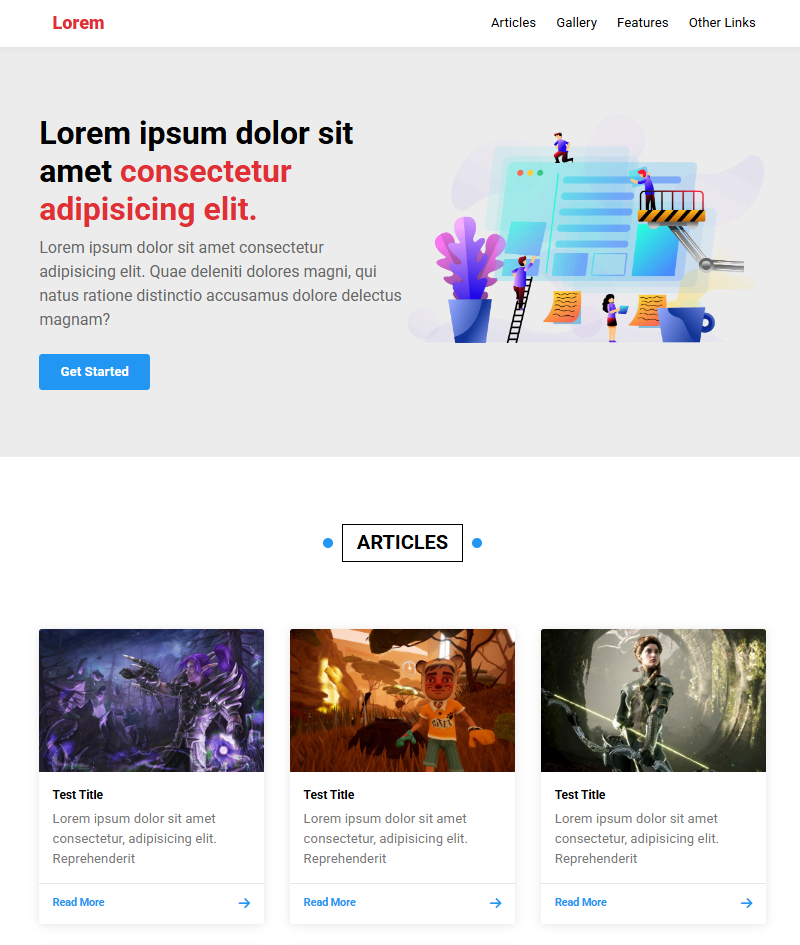 Lorem
Articles Gallery Features Other Links
Lorem ipsum dolor sit
amet consectetur
adipisicing elit.
Lorem ipsum dolor sit amet consectetur
adipisicing elit. Quae deleniti dolores magni, qui
natus ratione distinctio accusamus dolore delectus
magnam?
Get Started
ARTICLES
Test Title
Lorem ipsum dolor sit amet
consectetur, adipisicing elit.
Reprehenderit
Read More
Test Title
Lorem ipsum dolor sit amet
consectetur, adipisicing elit.
Reprehenderit
Read More
Test Title
Lorem ipsum dolor sit amet
consectetur, adipisicing elit.
Reprehenderit
Read More